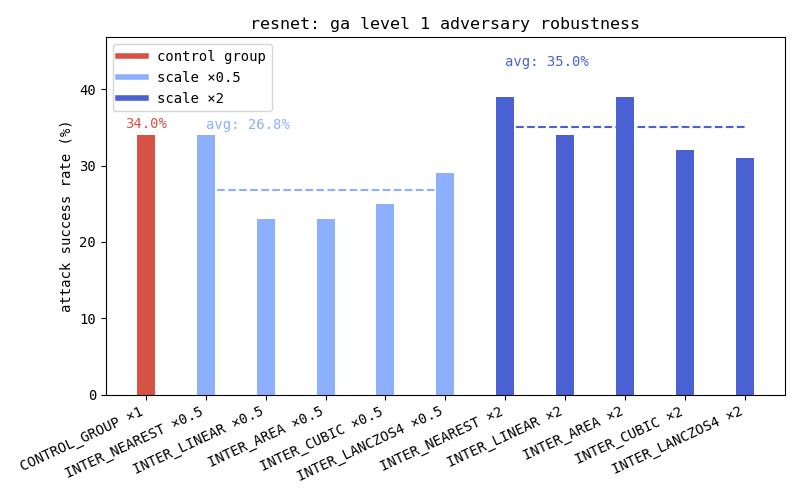 resnet: ga level 1 adversary robustness
attack success rate (%)
control group
scale ×0.5
scale ×2
34.0%
avg: 26.8%
avg: 35.0%
40
30
20
10
0
CONTROL_GROUP ×1
INTER_NEAREST ×0.5
INTER_LINEAR ×0.5
INTER_AREA ×0.5
INTER_CUBIC ×0.5
INTER_LANCZOS4 ×0.5
INTER_NEAREST ×2
INTER_LINEAR ×2
INTER_AREA ×2
INTER_CUBIC ×2
INTER_LANCZOS4 ×2